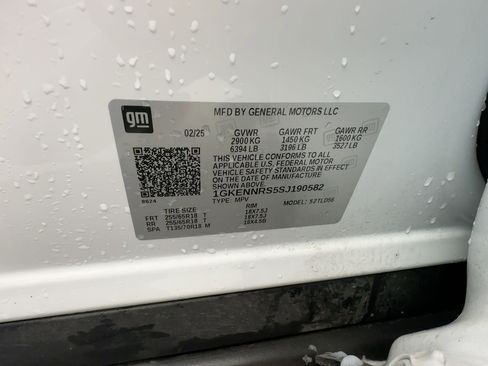 gm
MFD BY GENERAL MOTORS LLC
02/25 GVWR GAWR FRT GAWR RR
2900 KG 1450 KG 1600 KG
6394 LB 3196 LB 3527 LB
THIS VEHICLE CONFORMS TO ALL
APPLICABLE U.S. FEDERAL MOTOR
VEHICLE SAFETY STANDARDS IN EFFECT
ON THE DATE OF MANUFACTURE
SHOWN ABOVE.
1GKENNRS5SJ190582
8624 TYPE: MPV MODEL:
TIRE SIZE RIM
FRT 255/65R18 T 18X7.5J
RR 255/65R18 T 18X7.5J
SPA T135/70R18 M 18X4.5B